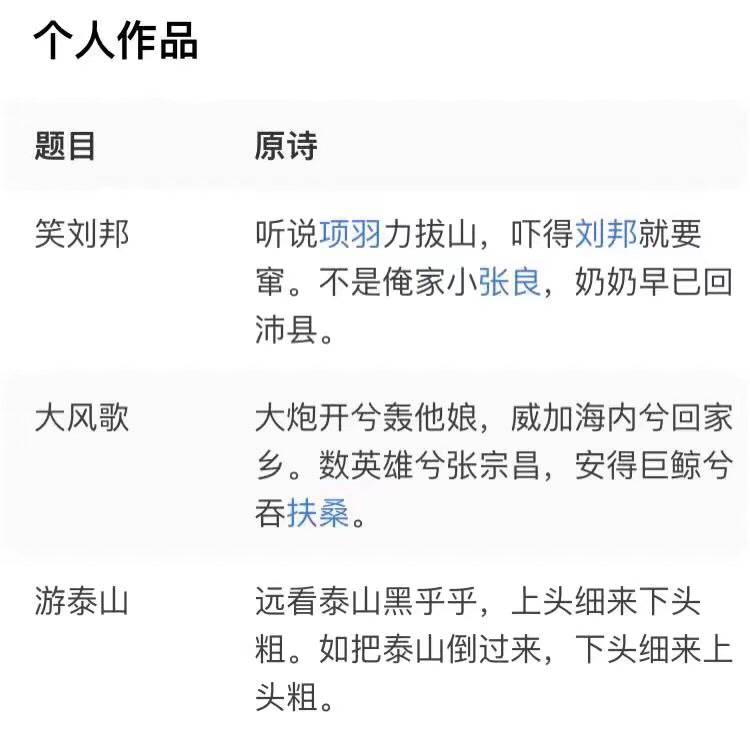 个人作品
题目 原诗
笑刘邦 听说项羽力拔山，吓得刘邦就要
窜。不是俺家小张良，奶奶早已回
沛县。
大风歌 大炮开兮轰他娘，威加海内兮回家
乡。数英雄兮张宗昌，安得巨鲸兮
吞扶桑。
游泰山 远看泰山黑乎乎，上头细来下头
粗。如把泰山倒过来，下头细来上
头粗。